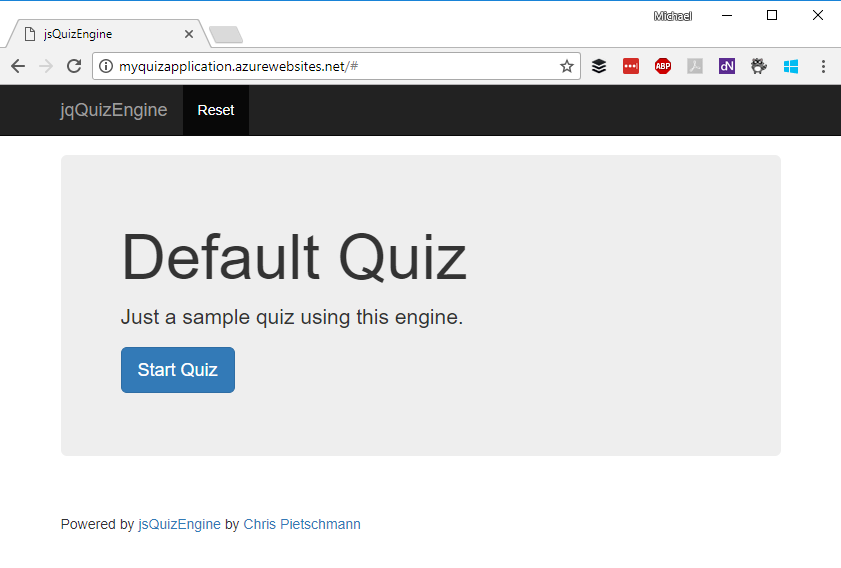 Michael
jsQuizEngine
myquizapplication.azurewebsites.net/#
ABP
dN
jqQuizEngine Reset
Default Quiz
Just a sample quiz using this engine.
Start Quiz
Powered by jsQuizEngine by Chris Pietschmann